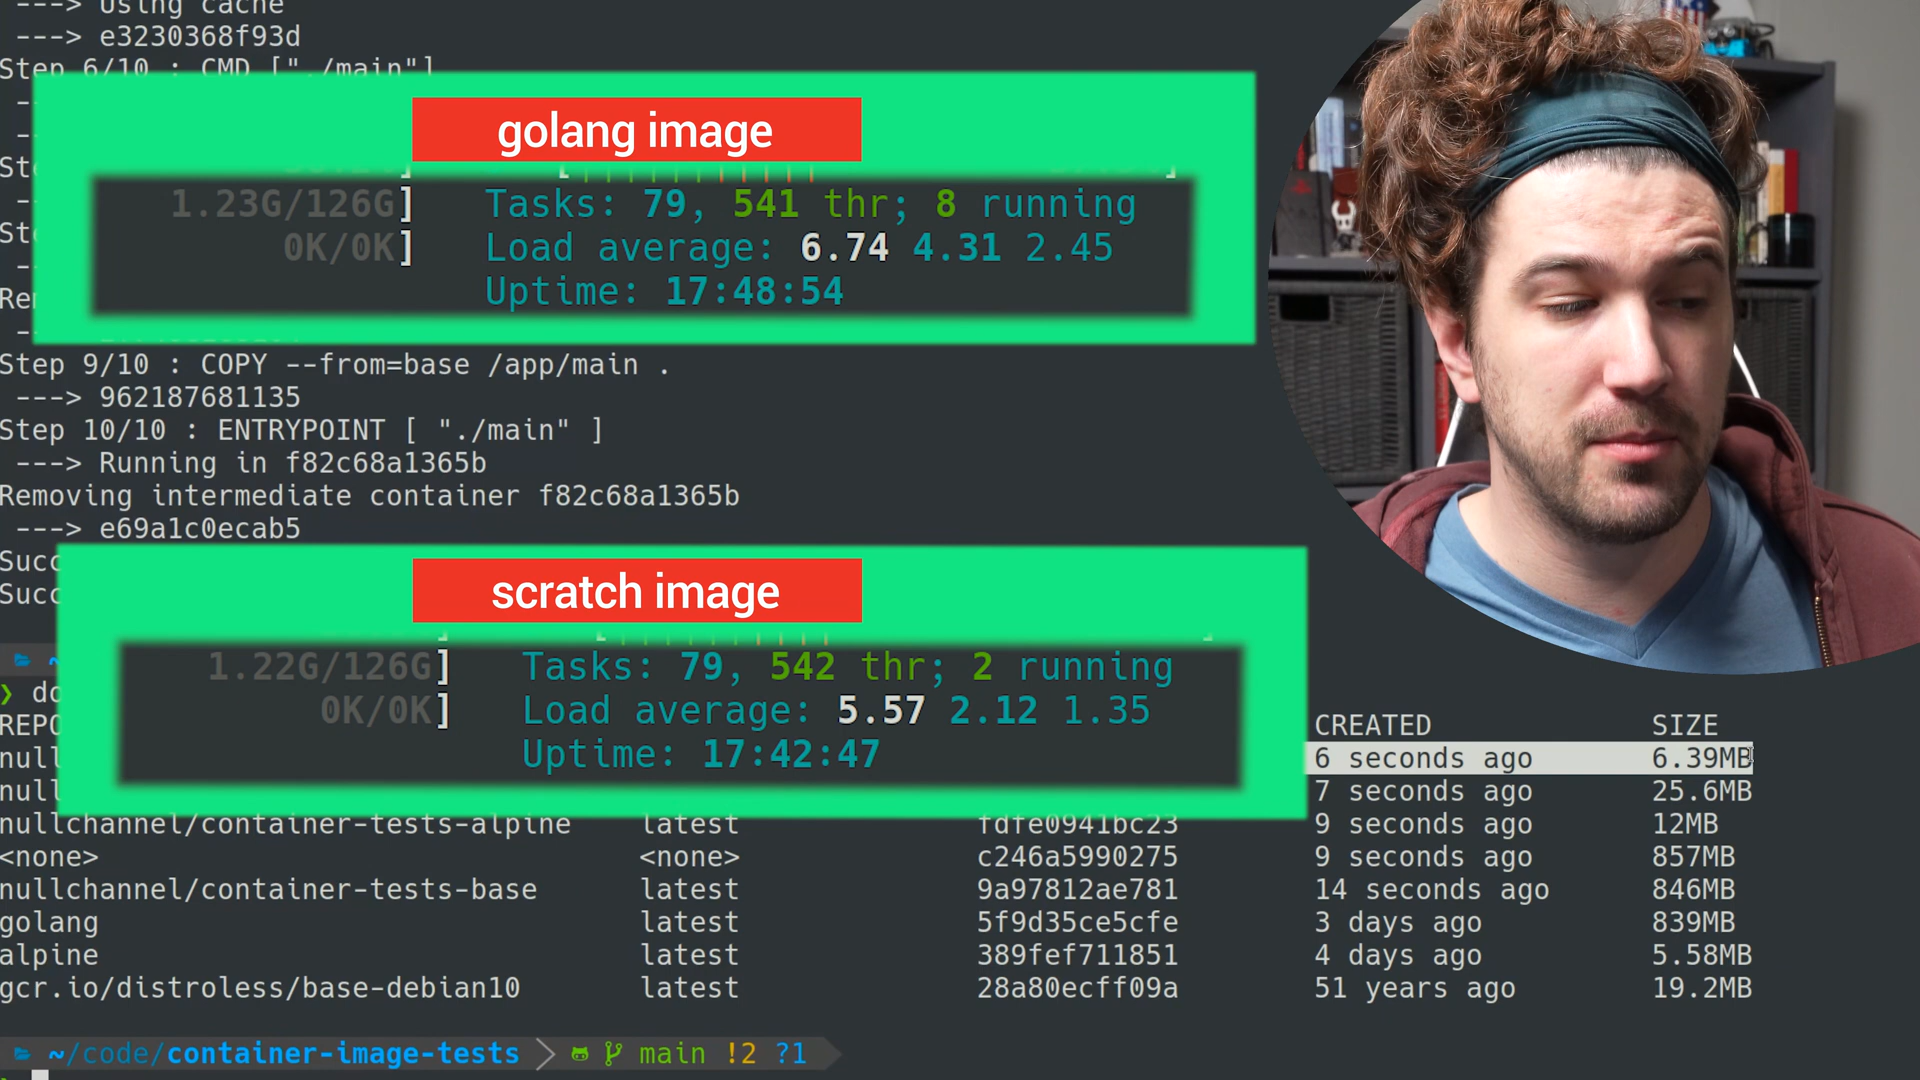 ---> Using cache
---> e3230368f93d
Step 6/10 : CMD ["./main"]
golang image
1.23G/126G] Tasks: 79, 541 thr; 8 running
0K/0K] Load average: 6.74 4.31 2.45
Uptime: 17:48:54
Step 9/10 : COPY --from=base /app/main .
---> 962187681135
Step 10/10 : ENTRYPOINT [ "./main" ]
---> Running in f82c68a1365b
Removing intermediate container f82c68a1365b
---> e69a1c0ecab5
Succ
Succ
scratch image
1.22G/126G] Tasks: 79, 542 thr; 2 running
0K/0K] Load average: 5.57 2.12 1.35
Uptime: 17:42:47
❯ do
REPO CREATED SIZE
null 6 seconds ago 6.39MB
null 7 seconds ago 25.6MB
nullchannel/container-tests-alpine latest fdfe0941bc23 9 seconds ago 12MB
<none> <none> c246a5990275 9 seconds ago 857MB
nullchannel/container-tests-base latest 9a97812ae781 14 seconds ago 846MB
golang latest 5f9d35ce5cfe 3 days ago 839MB
alpine latest 389fef711851 4 days ago 5.58MB
gcr.io/distroless/base-debian10 latest 28a80ecff09a 51 years ago 19.2MB
~/code/container-image-tests main !2 ?1